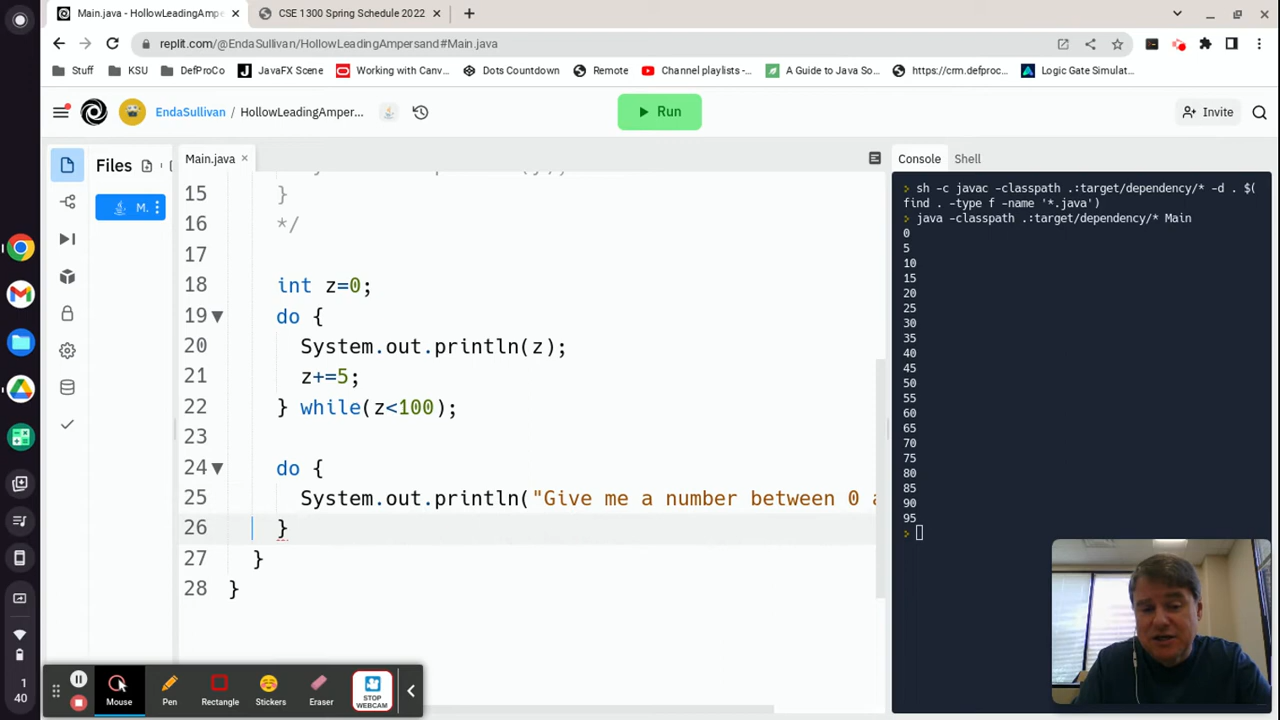 Main.java - HollowLeadingAmpe
CSE 1300 Spring Schedule 2022
replit.com/@EndaSullivan/HollowLeadingAmpersand#Main.java
Stuff
KSU
DefProCo
JavaFX Scene
Working with Canv...
Dots Countdown
Remote
Channel playlists -...
A Guide to Java So...
https://crm.defproc...
Logic Gate Simulat...
EndaSullivan / HollowLeadingAmper...
Run
Invite
Files
M.
Main.java
15 }
16 */
17
18 int z=0;
19 do {
20 System.out.println(z);
21 z+=5;
22 } while(z<100);
23
24 do {
25 System.out.println("Give me a number between 0 a
26 }
27 }
28 }
Console
Shell
> sh -c javac -classpath .:target/dependency/* -d . $(
find . -type f -name '*.java')
> java -classpath .:target/dependency/* Main
0
5
10
15
20
25
30
35
40
45
50
55
60
65
70
75
80
85
90
95
>
1
40
Mouse
Pen
Rectangle
Stickers
Eraser
STOP
WEBCAM